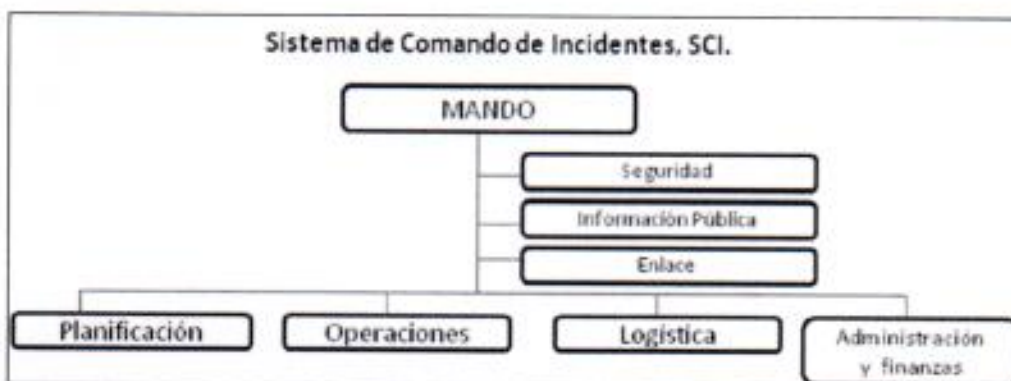 Sistema de Comando de Incidentes. SCI.
MANDO
Seguridad
Información Pública
Enlace
Planificación
Operaciones
Logística
Administración
y finanzas